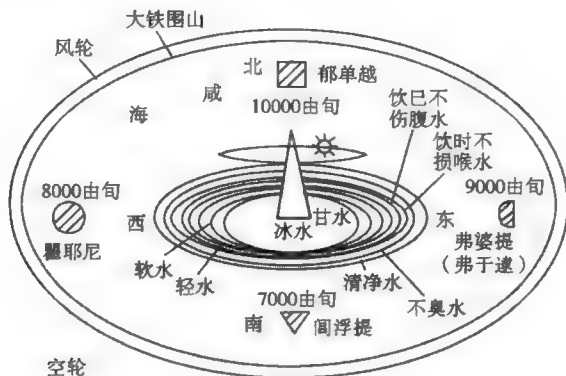 大铁围山
风轮
北
郁单越
咸
海
10000由旬
饮已不
伤腹水
饮时不
损喉水
8000由旬
9000由旬
西
甘水
东
冰水
瞿耶尼
弗婆提
(弗于逮)
软水
轻水
清净水
不臭水
7000由旬
南
阎浮提
空轮